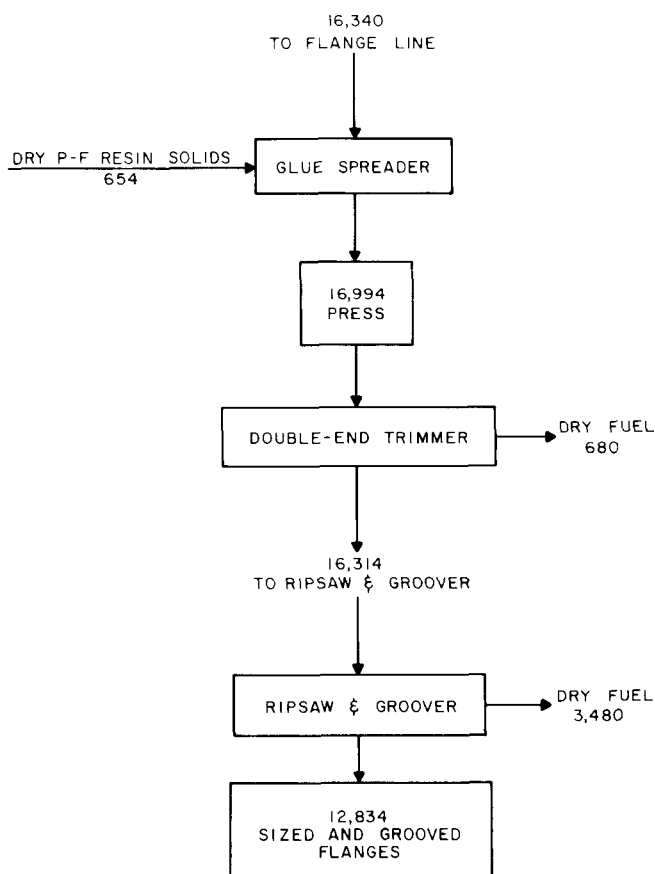 16,340
TO FLANGE LINE
DRY P-F RESIN SOLIDS
654
GLUE SPREADER
16,994
PRESS
DOUBLE-END TRIMMER
DRY FUEL
680
16,314
TO RIPSAW & GROOVER
RIPSAW & GROOVER
DRY FUEL
3,480
12,834
SIZED AND GROOVED
FLANGES